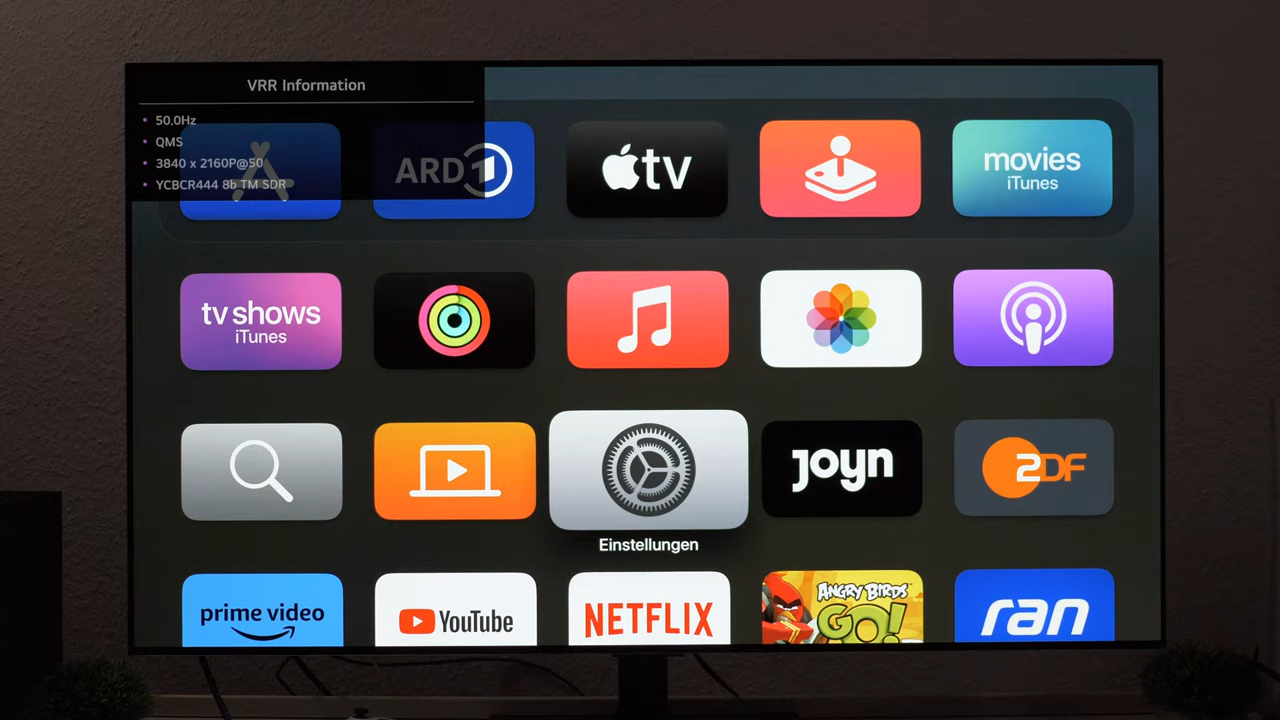 VRR Information
• 50.0Hz
• QMS
• 3840 x 2160P@50
• YCBCR444 8b TM SDR
ARD 1
tv
movies
iTunes
tv shows
iTunes
joyn
2DF
Einstellungen
prime video
YouTube
NETFLIX
ANGRY BIRDS
GO!
ran